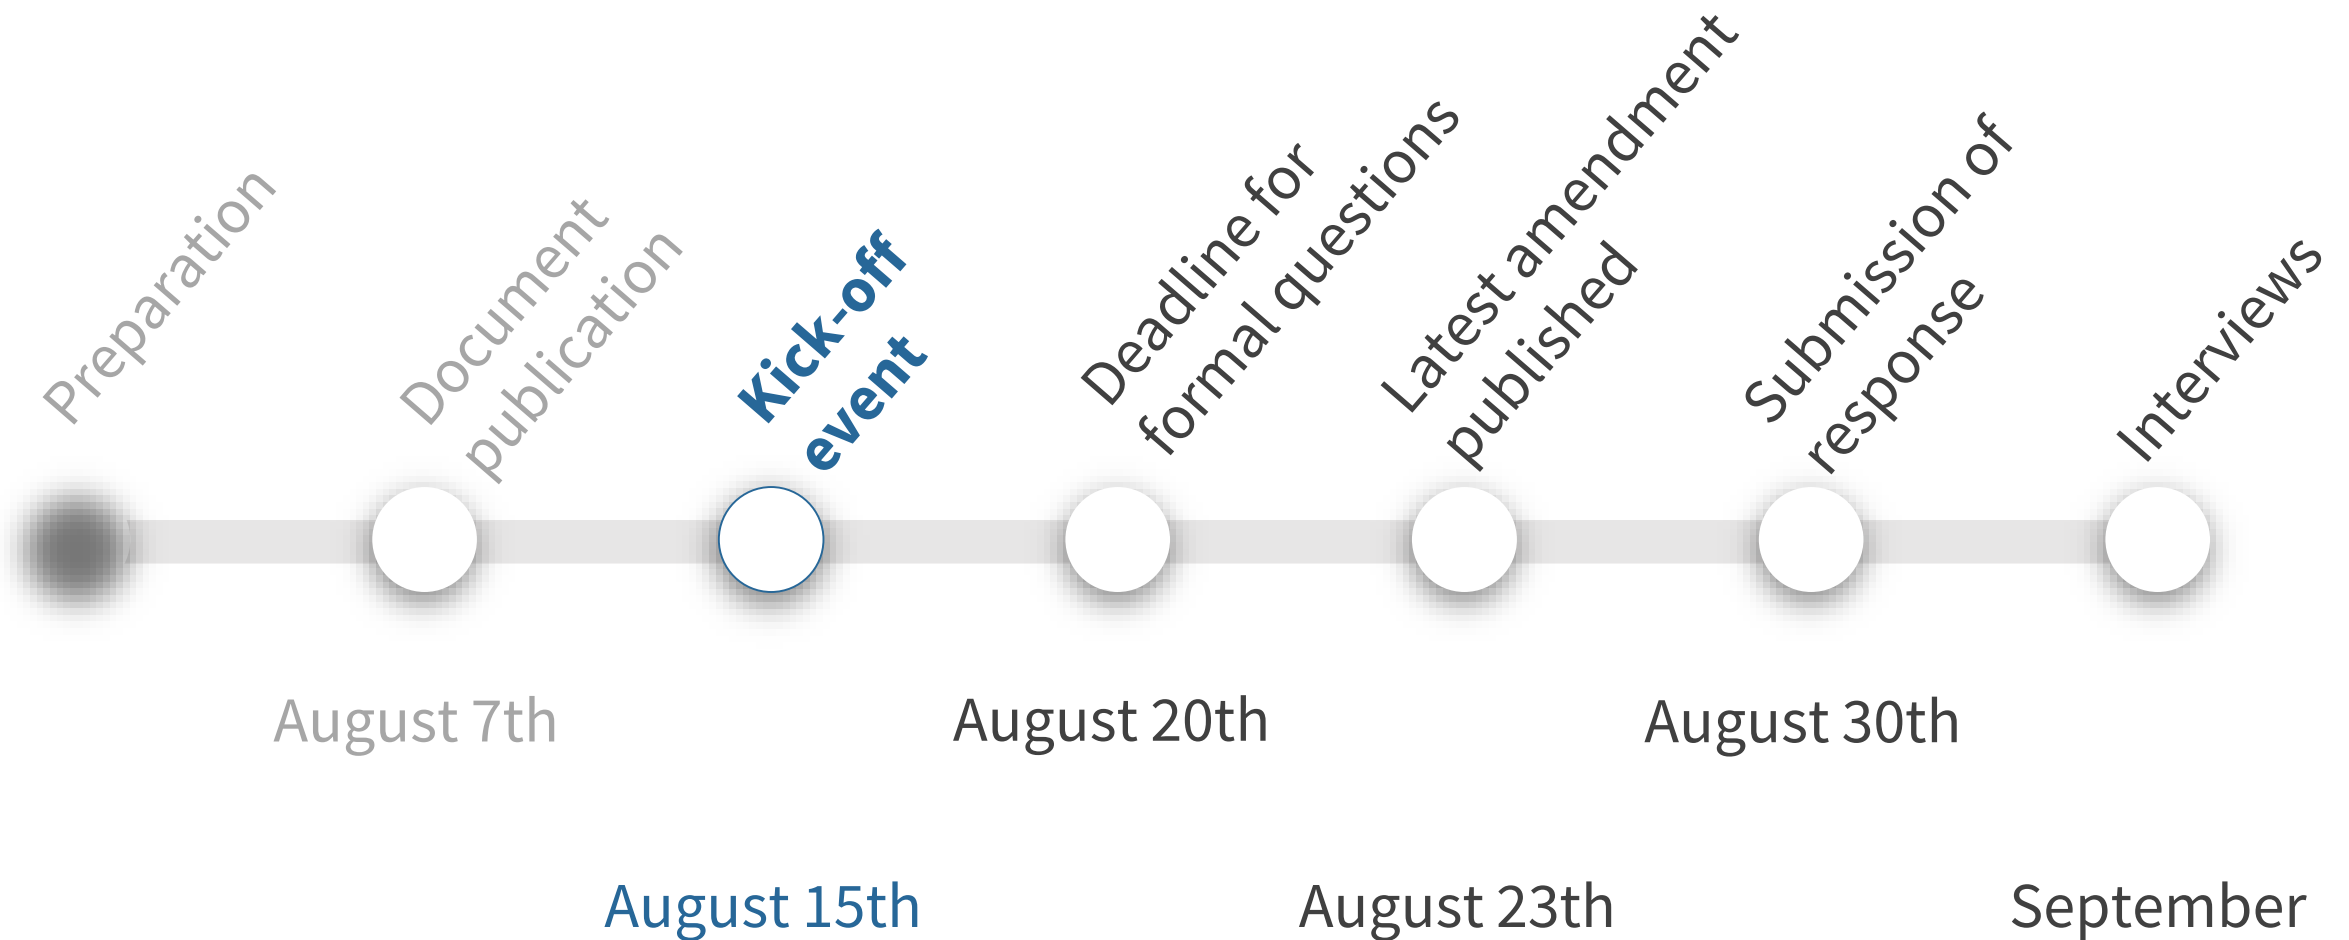 Preparation
Document
publication
Kick-off
event
Deadline for
formal questions
Latest amendment
published
Submission of
response
Interviews
August 7th
August 20th
August 30th
August 15th
August 23th
September